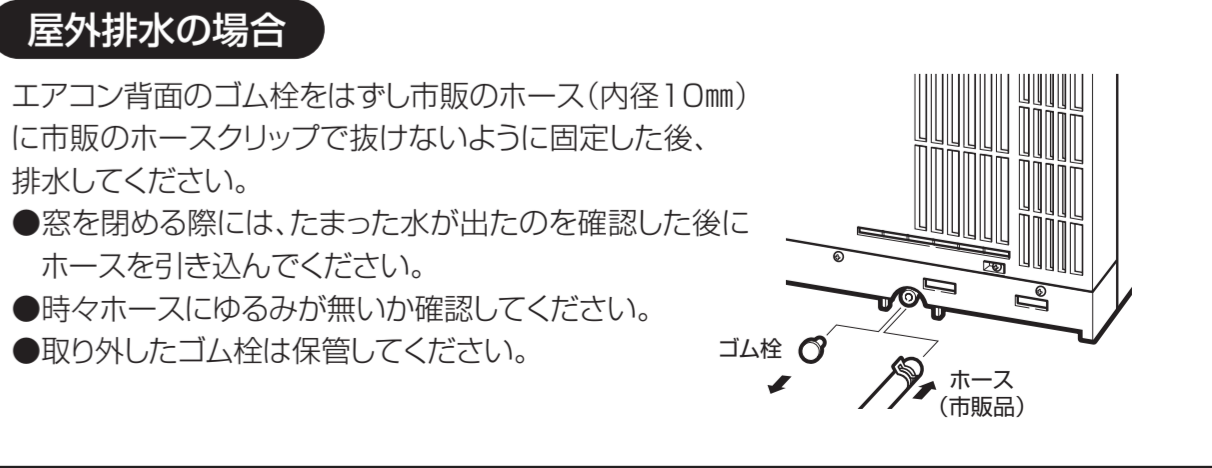 屋外排水の場合
エアコン背面のゴム栓をはずし市販のホース（内径10㎜）
に市販のホースクリップで抜けないように固定した後、
排水してください。
●窓を閉める際には、たまった水が出たのを確認した後に
ホースを引き込んでください。
●時々ホースにゆるみが無いか確認してください。
●取り外したゴム栓は保管してください。
ゴム栓
ホース
（市販品）